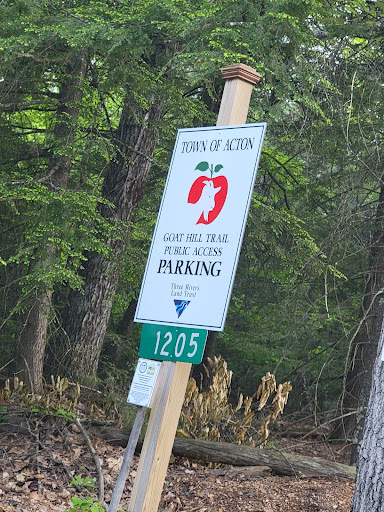 TOWN OF ACTON
GOAT HILL TRAIL
PUBLIC ACCESS
PARKING
Three Rivers
Land Trust
1205